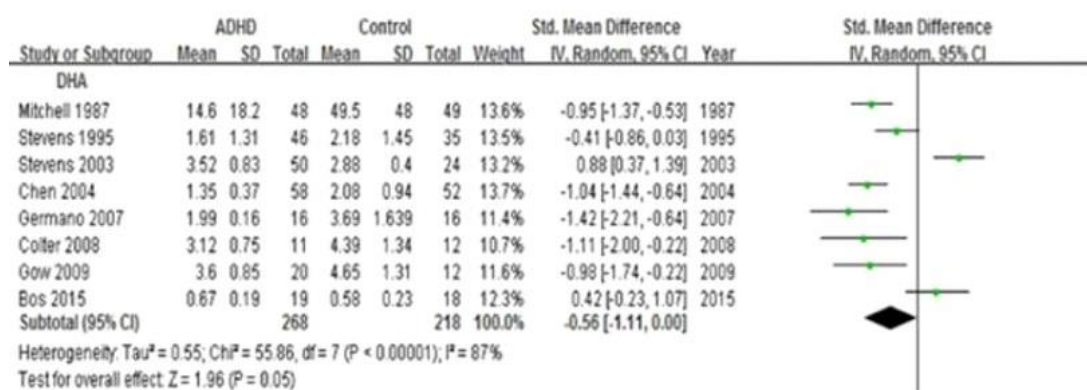 ADHD Control Std. Mean Difference Std. Mean Difference
Study or Subgroup Mean SD Total Mean SD Total Weight IV, Random, 95% CI Year IV, Random, 95% CI
DHA
Mitchell 1987 14.6 18.2 48 49.5 48 49 13.6% -0.95 [-1.37, -0.53] 1987
Stevens 1995 1.61 1.31 46 2.18 1.45 35 13.5% -0.41 [-0.86, 0.03] 1995
Stevens 2003 3.52 0.83 50 2.88 0.4 24 13.2% 0.88 [0.37, 1.39] 2003
Chen 2004 1.35 0.37 58 2.08 0.94 52 13.7% -1.04 [-1.44, -0.64] 2004
Germano 2007 1.99 0.16 16 3.69 1.639 16 11.4% -1.42 [-2.21, -0.64] 2007
Colter 2008 3.12 0.75 11 4.39 1.34 12 10.7% -1.11 [-2.00, -0.22] 2008
Gow 2009 3.6 0.85 20 4.65 1.31 12 11.6% -0.98 [-1.74, -0.22] 2009
Bos 2015 0.67 0.19 19 0.58 0.23 18 12.3% 0.42 [-0.23, 1.07] 2015
Subtotal (95% CI) 268 218 100.0% -0.56 [-1.11, 0.00]
Heterogeneity: Tau² = 0.55; Chi² = 55.86, df = 7 (P < 0.00001); I² = 87%
Test for overall effect: Z = 1.96 (P = 0.05)